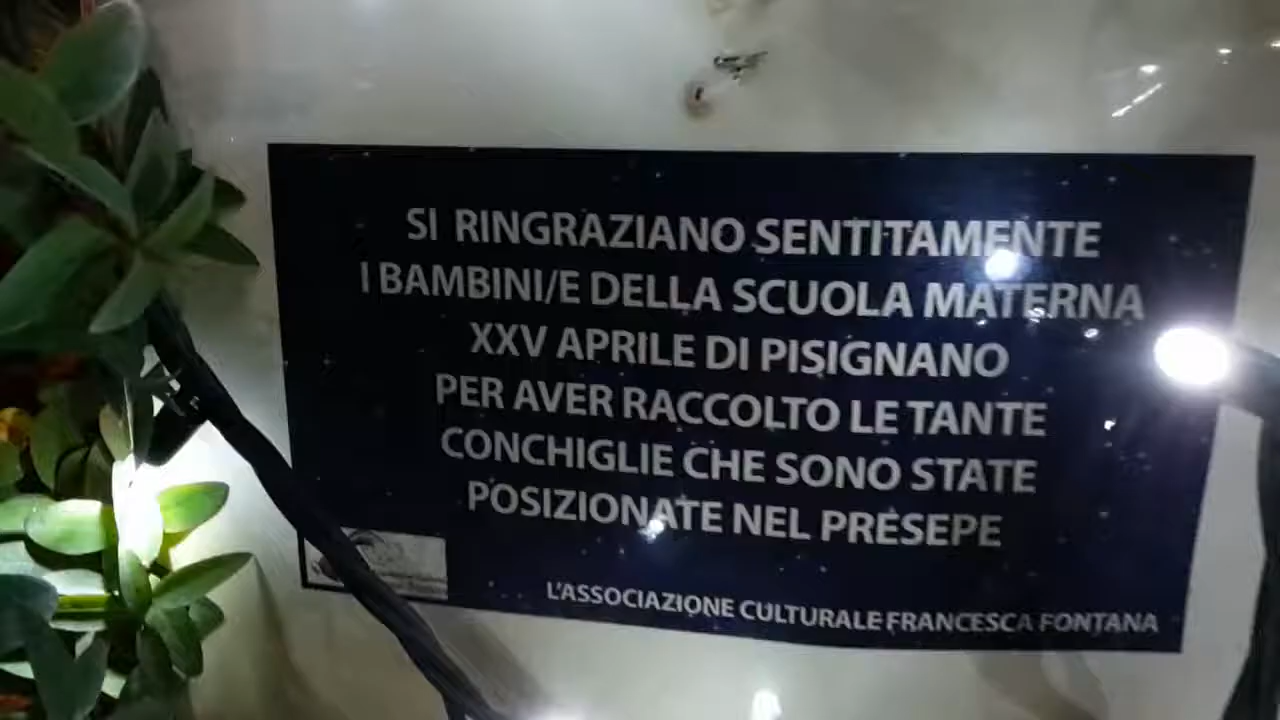 SI RINGRAZIANO SENTITAMENTE
I BAMBINI/E DELLA SCUOLA MATERNA
XXV APRILE DI PISIGNANO
PER AVER RACCOLTO LE TANTE
CONCHIGLIE CHE SONO STATE
POSIZIONATE NEL PRESEPE
L'ASSOCIAZIONE CULTURALE FRANCESCA FONTANA